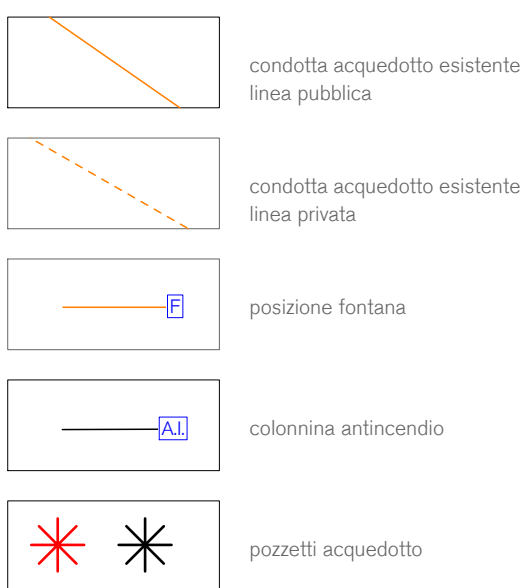 condotta acquedotto esistente
linea pubblica
condotta acquedotto esistente
linea privata
F
posizione fontana
A.I.
colonnina antincendio
pozzetti acquedotto